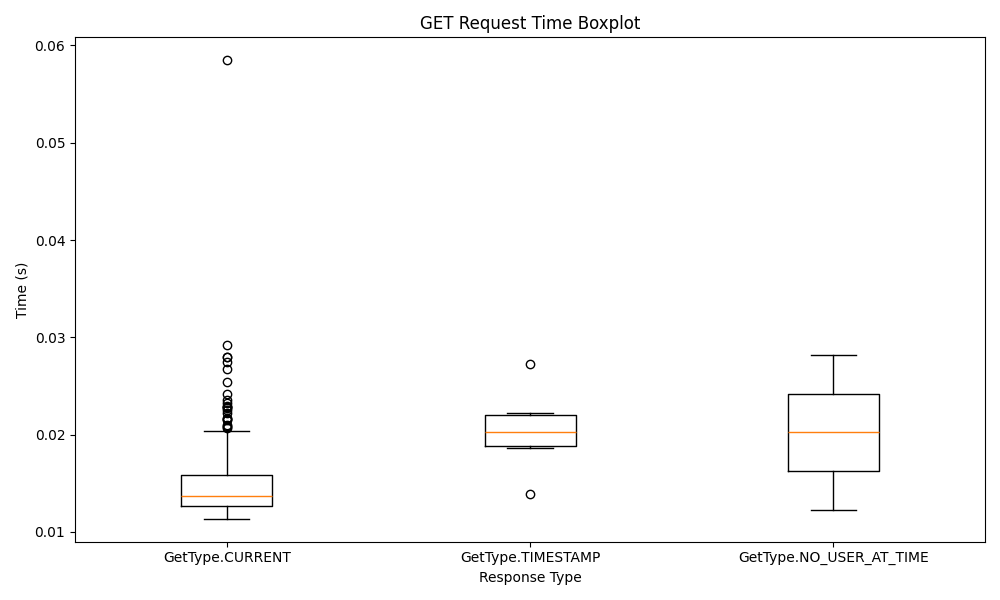 GET Request Time Boxplot
0.06
0.05
0.04
0.03
0.02
0.01
Time (s)
GetType.CURRENT
GetType.TIMESTAMP
GetType.NO_USER_AT_TIME
Response Type